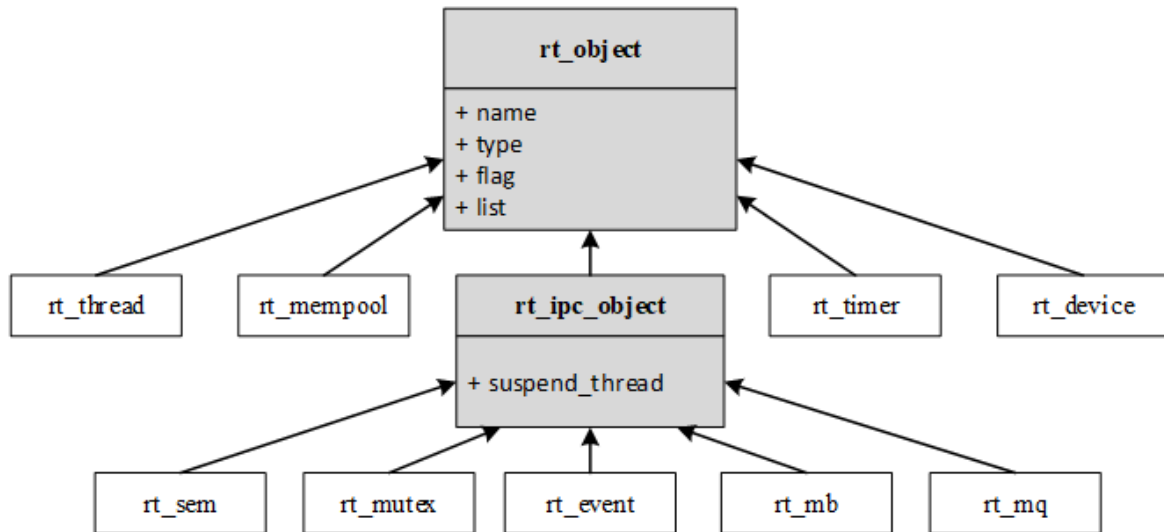 rt_object
+ name
+ type
+ flag
+ list
rt_thread
rt_mempool
rt_ipc_object
rt_timer
rt_device
+ suspend_thread
rt_sem
rt_mutex
rt_event
rt_mb
rt_mq